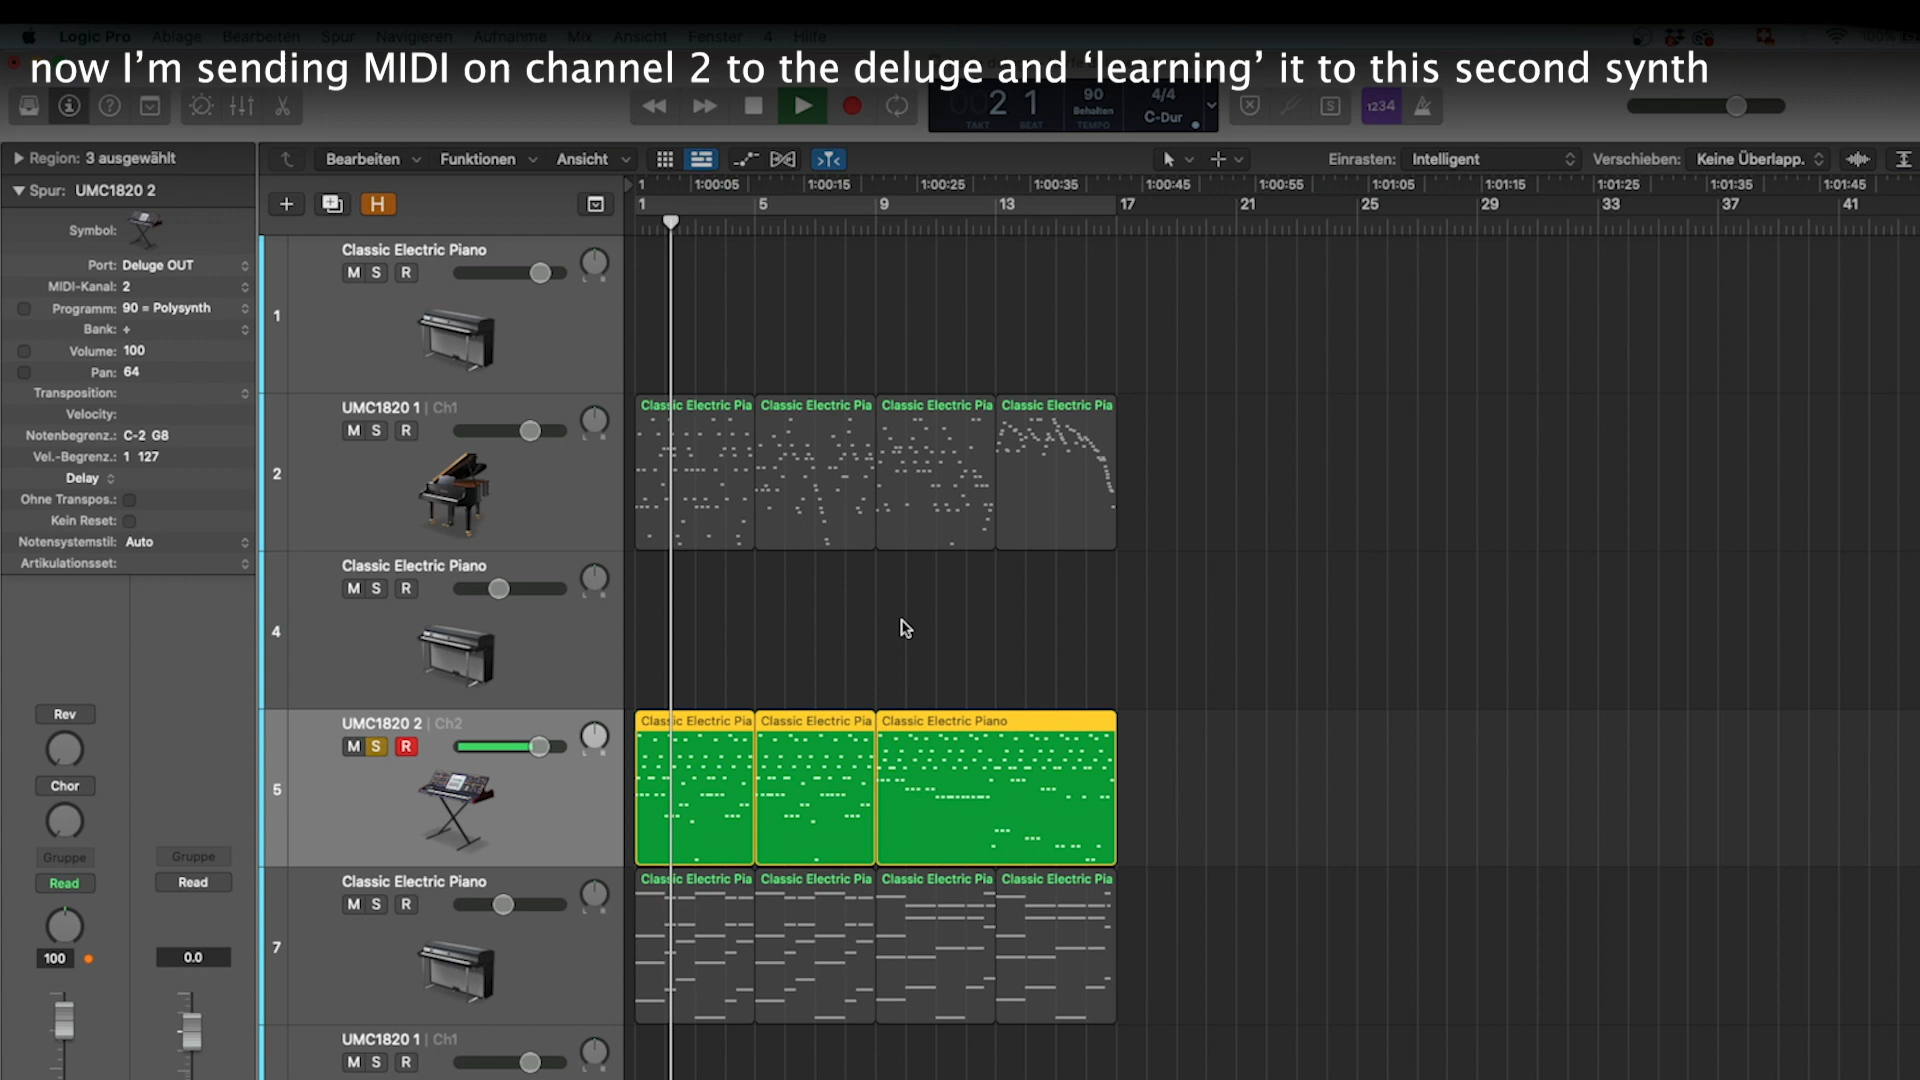 Logic Pro Ablage Bearbeiten Spur Navigieren Aufnahme Mix Ansicht Fenster 4 Hilfe
now I’m sending MIDI on channel 2 to the deluge and ‘learning’ it to this second synth
002 1
TAKT BEAT
90
Behalten
TEMPO
4/4
C-Dur
S
1234
Region: 3 ausgewählt
Bearbeiten Funktionen Ansicht
Einrasten: Intelligent
Verschieben: Keine Überlapp.
Spur: UMC1820 2
H
1 1:00:05 1:00:15 1:00:25 1:00:35 1:00:45 1:00:55 1:01:05 1:01:15 1:01:25 1:01:35 1:01:45
1 5 9 13 17 21 25 29 33 37 41
Symbol:
Port: Deluge OUT
MIDI-Kanal: 2
Programm: 90 = Polysynth
Bank: ÷
Volume: 100
Pan: 64
Transposition:
Velocity:
Notenbegrenz.: C-2 G8
Vel.-Begrenz.: 1 127
Delay
Ohne Transpos.:
Kein Reset:
Notensystemstil: Auto
Artikulationsset:
Rev
Chor
Gruppe Gruppe
Read Read
100 0.0
1
Classic Electric Piano
M S R
2
UMC1820 1 | Ch1
M S R
Classic Electric Pia Classic Electric Pia Classic Electric Pia Classic Electric Pia
4
Classic Electric Piano
M S R
5
UMC1820 2 | Ch2
M S R
Classic Electric Pia Classic Electric Pia Classic Electric Piano
7
Classic Electric Piano
M S R
Classic Electric Pia Classic Electric Pia Classic Electric Pia Classic Electric Pia
UMC1820 1 | Ch1
M S R